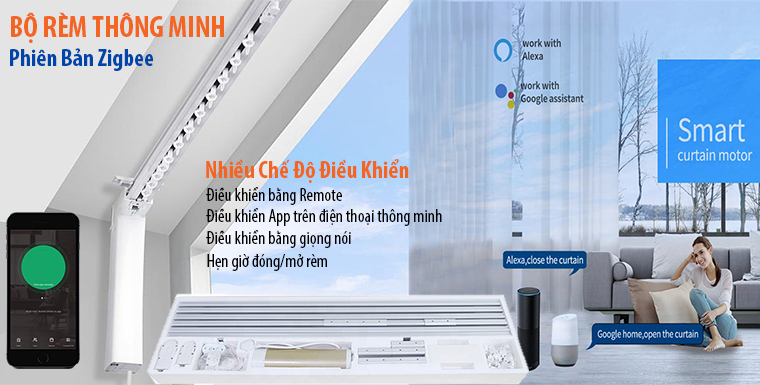 BỘ RÈM THÔNG MINH
Phiên Bản Zigbee
work with
Alexa
work with
Google assistant
Smart
curtain motor
Nhiều Chế Độ Điều Khiển
Điều khiển bằng Remote
Điều khiển App trên điện thoại thông minh
Điều khiển bằng giọng nói
Hẹn giờ đóng/mở rèm
Alexa,close the curtain
Google home,open the curtain